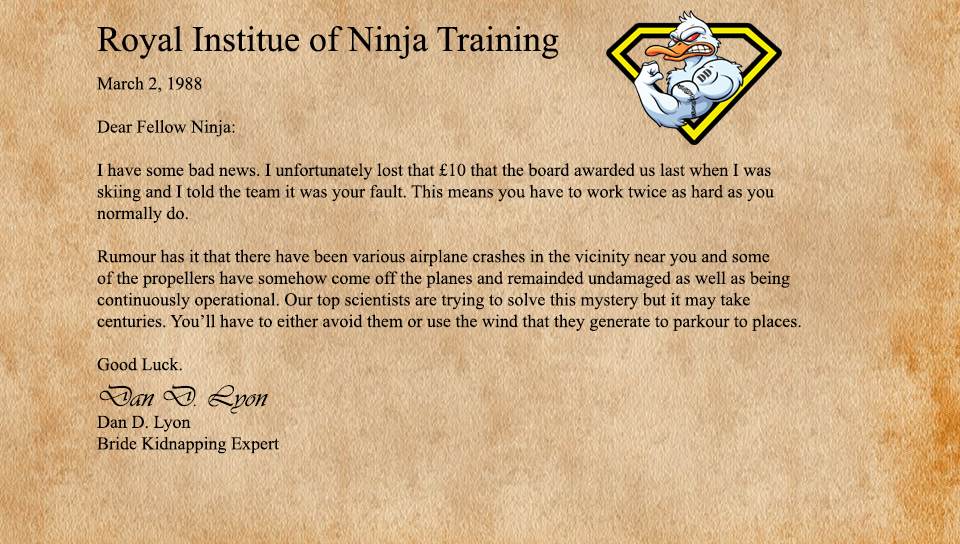 Royal Institue of Ninja Training
March 2, 1988
Dear Fellow Ninja:
I have some bad news. I unfortunately lost that £10 that the board awarded us last when I was
skiing and I told the team it was your fault. This means you have to work twice as hard as you
normally do.
Rumour has it that there have been various airplane crashes in the vicinity near you and some
of the propellers have somehow come off the planes and remainded undamaged as well as being
continuously operational. Our top scientists are trying to solve this mystery but it may take
centuries. You’ll have to either avoid them or use the wind that they generate to parkour to places.
Good Luck.
Dan D. Lyon
Dan D. Lyon
Bride Kidnapping Expert
DD